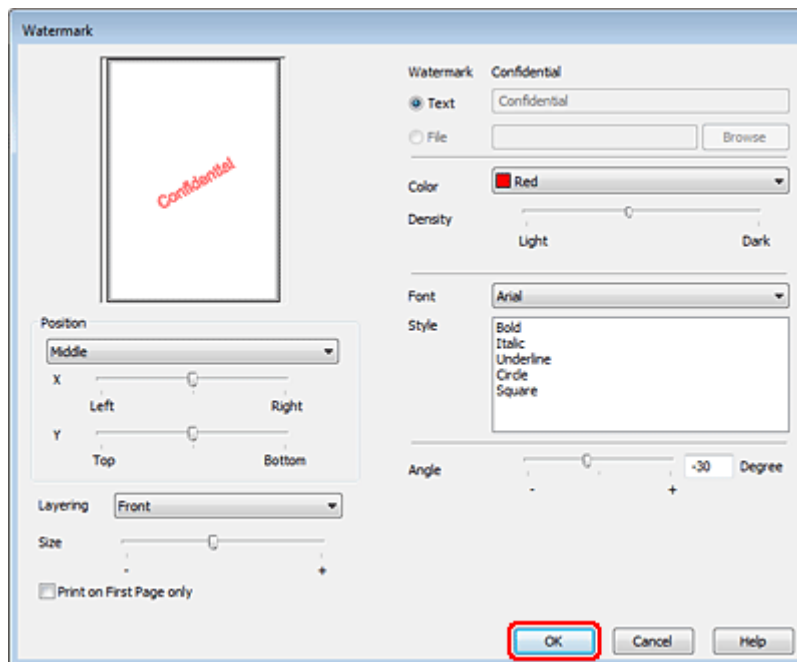 Watermark
Confidential
Watermark Confidential
Text Confidential
File Browse
Color Red
Density
Light Dark
Font Arial
Style Bold
Italic
Underline
Circle
Square
Angle -30 Degree
- +
Position
Middle
X
Left Right
Y
Top Bottom
Layering Front
Size
- +
Print on First Page only
OK Cancel Help